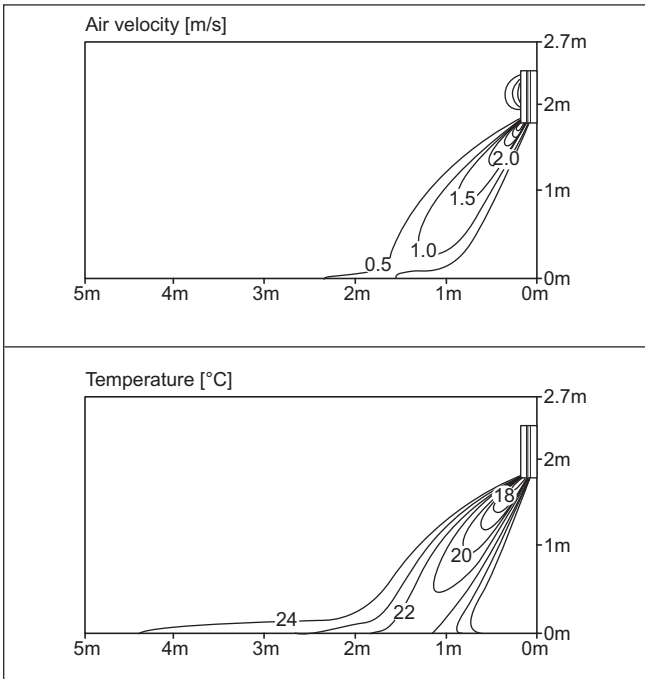 Air velocity [m/s]
2.7m
2m
2.0
1m
1.5
1.0
0.5
0m
5m 4m 3m 2m 1m 0m
Temperature [°C]
2.7m
2m
18
1m
20
22
24
0m
5m 4m 3m 2m 1m 0m